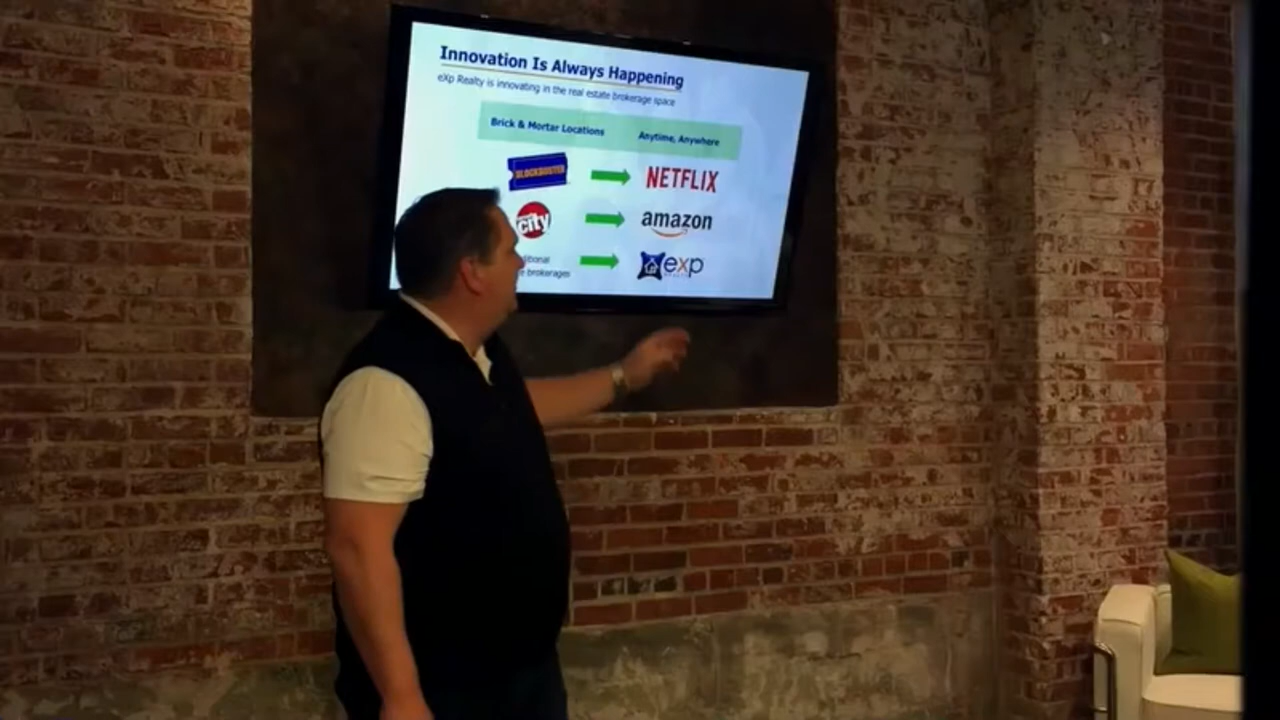 Innovation Is Always Happening
eXp Realty is innovating in the real estate brokerage space
Brick & Mortar Locations Anytime, Anywhere
BLOCKBUSTER NETFLIX
city amazon
exp
brokerages